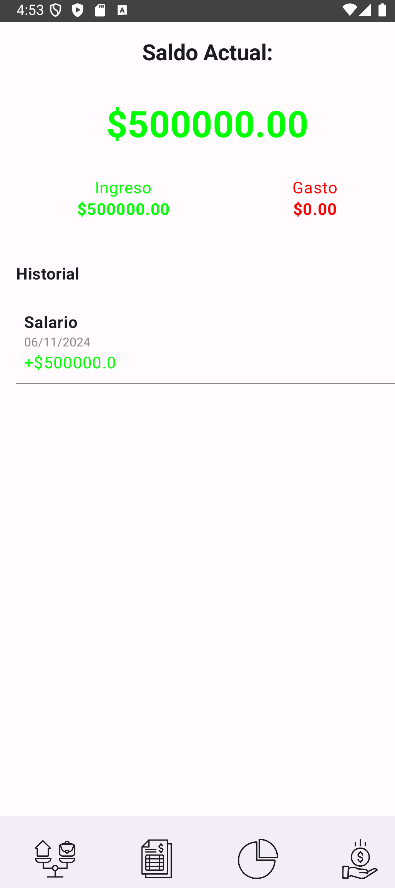 4:53
Saldo Actual:
$500000.00
Ingreso Gasto
$500000.00 $0.00
Historial
Salario
06/11/2024
+$500000.0